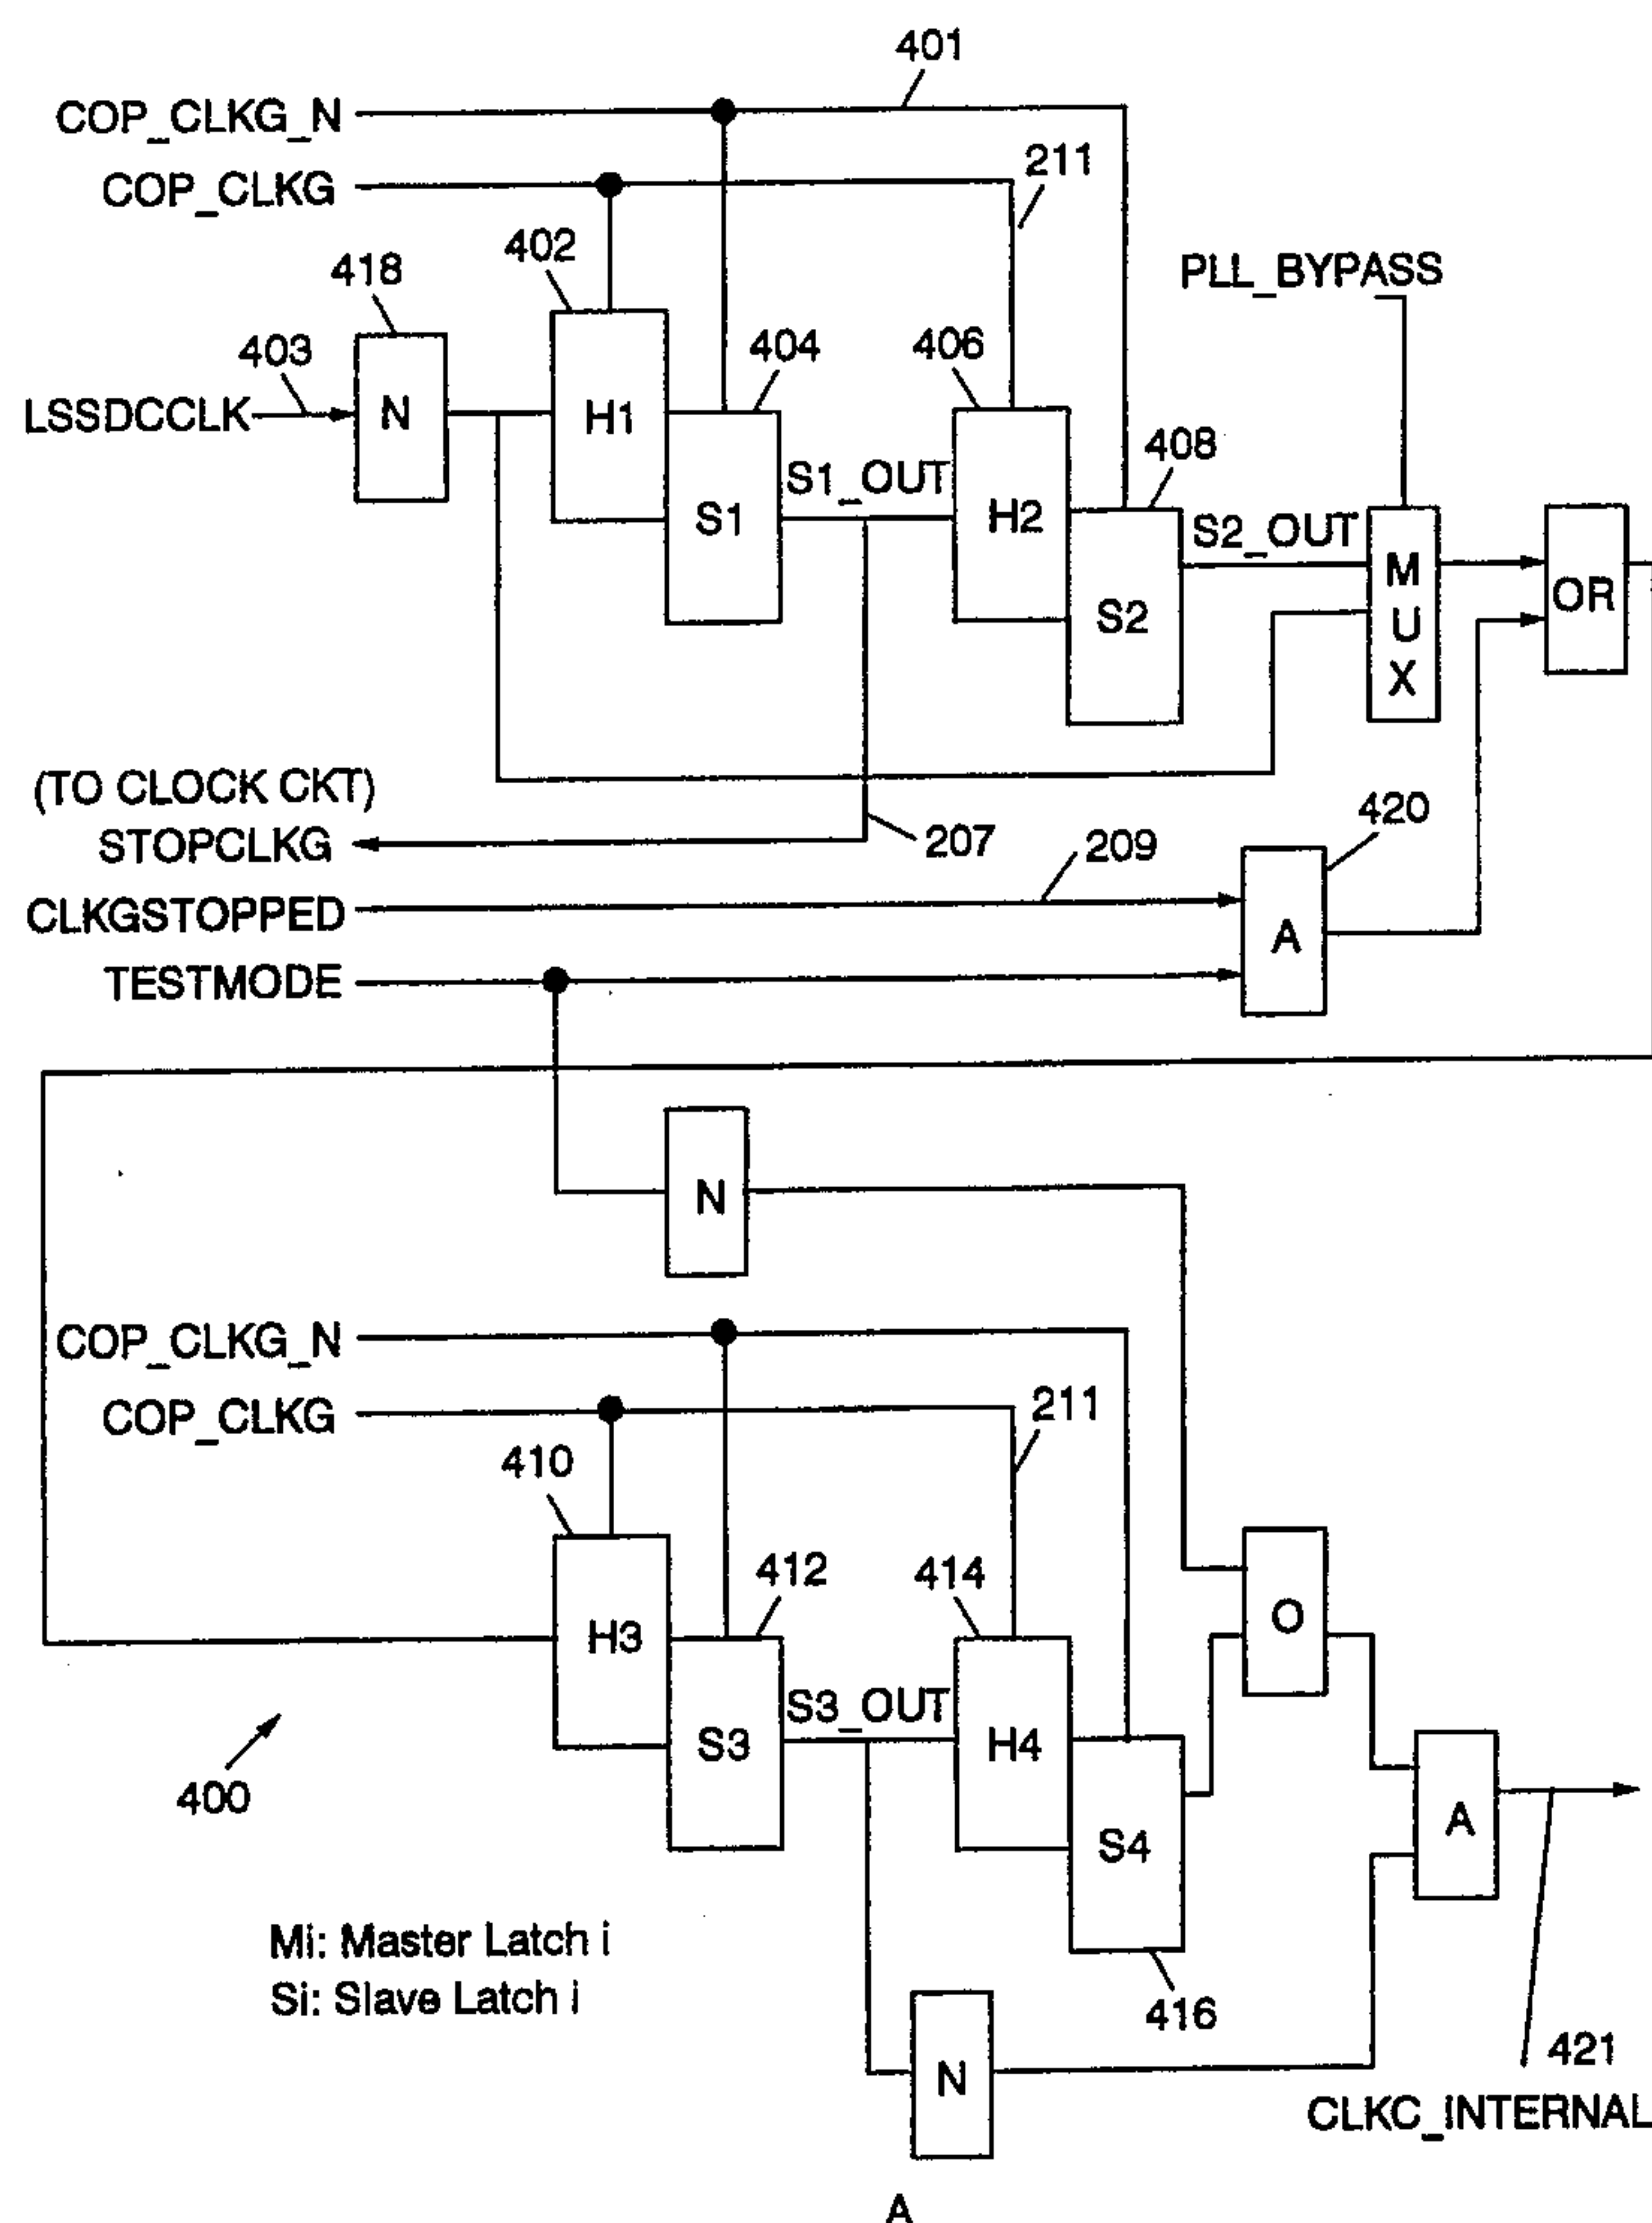 401
COP_CLKG_N
211
COP_CLKG
402
418
PLL_BYPASS
403
404
406
LSSDCCLK
N
H1
408
S1_OUT
H2
S2_OUT
S1
MUX
OR
S2
(TO CLOCK CKT)
420
STOPCLKG
207
209
CLKGSTOPPED
A
TESTMODE
N
COP_CLKG_N
COP_CLKG
211
410
412
414
O
H3
S3_OUT
S3
H4
400
A
S4
Mi: Master Latch i
Si: Slave Latch i
416
421
N
CLKC_INTERNAL
A